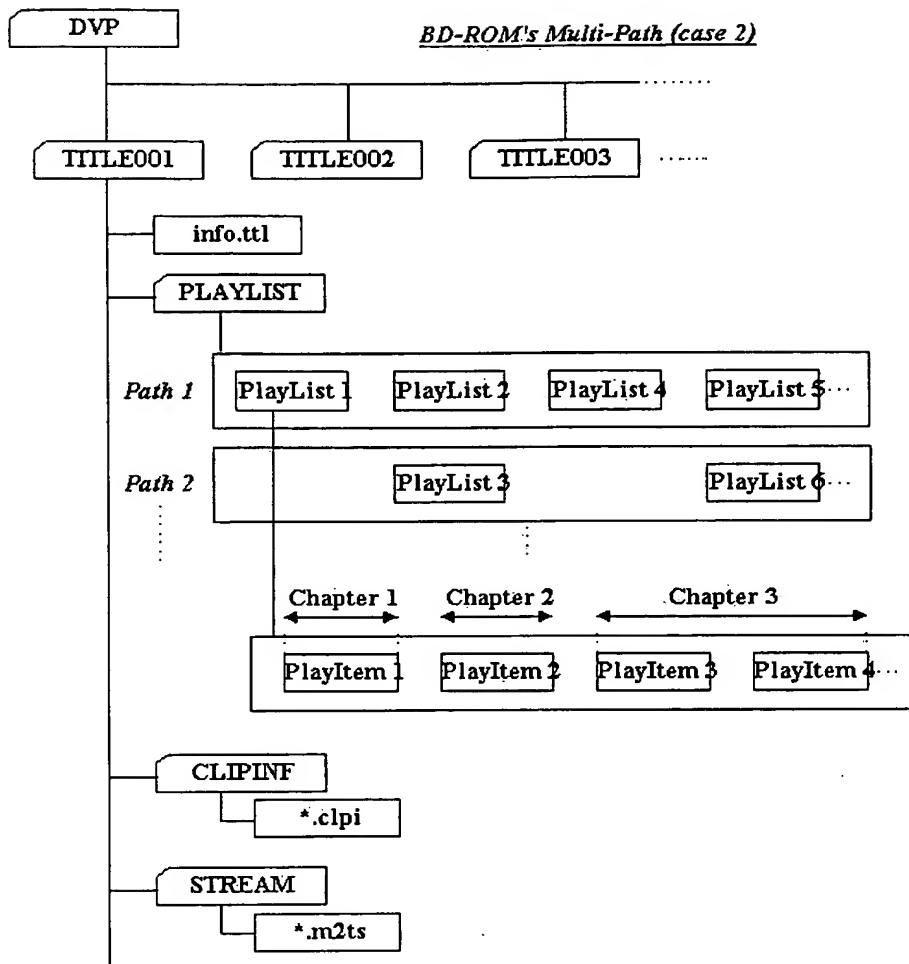 DVP
BD-ROM's Multi-Path (case 2)
TITLE001 TITLE002 TITLE003
info.ttl
PLAYLIST
Path 1 PlayList 1 PlayList 2 PlayList 4 PlayList 5
Path 2 PlayList 3 PlayList 6
Chapter 1 Chapter 2 Chapter 3
PlayItem 1 PlayItem 2 PlayItem 3 PlayItem 4
CLIPINF
*.clpi
STREAM
*.m2ts